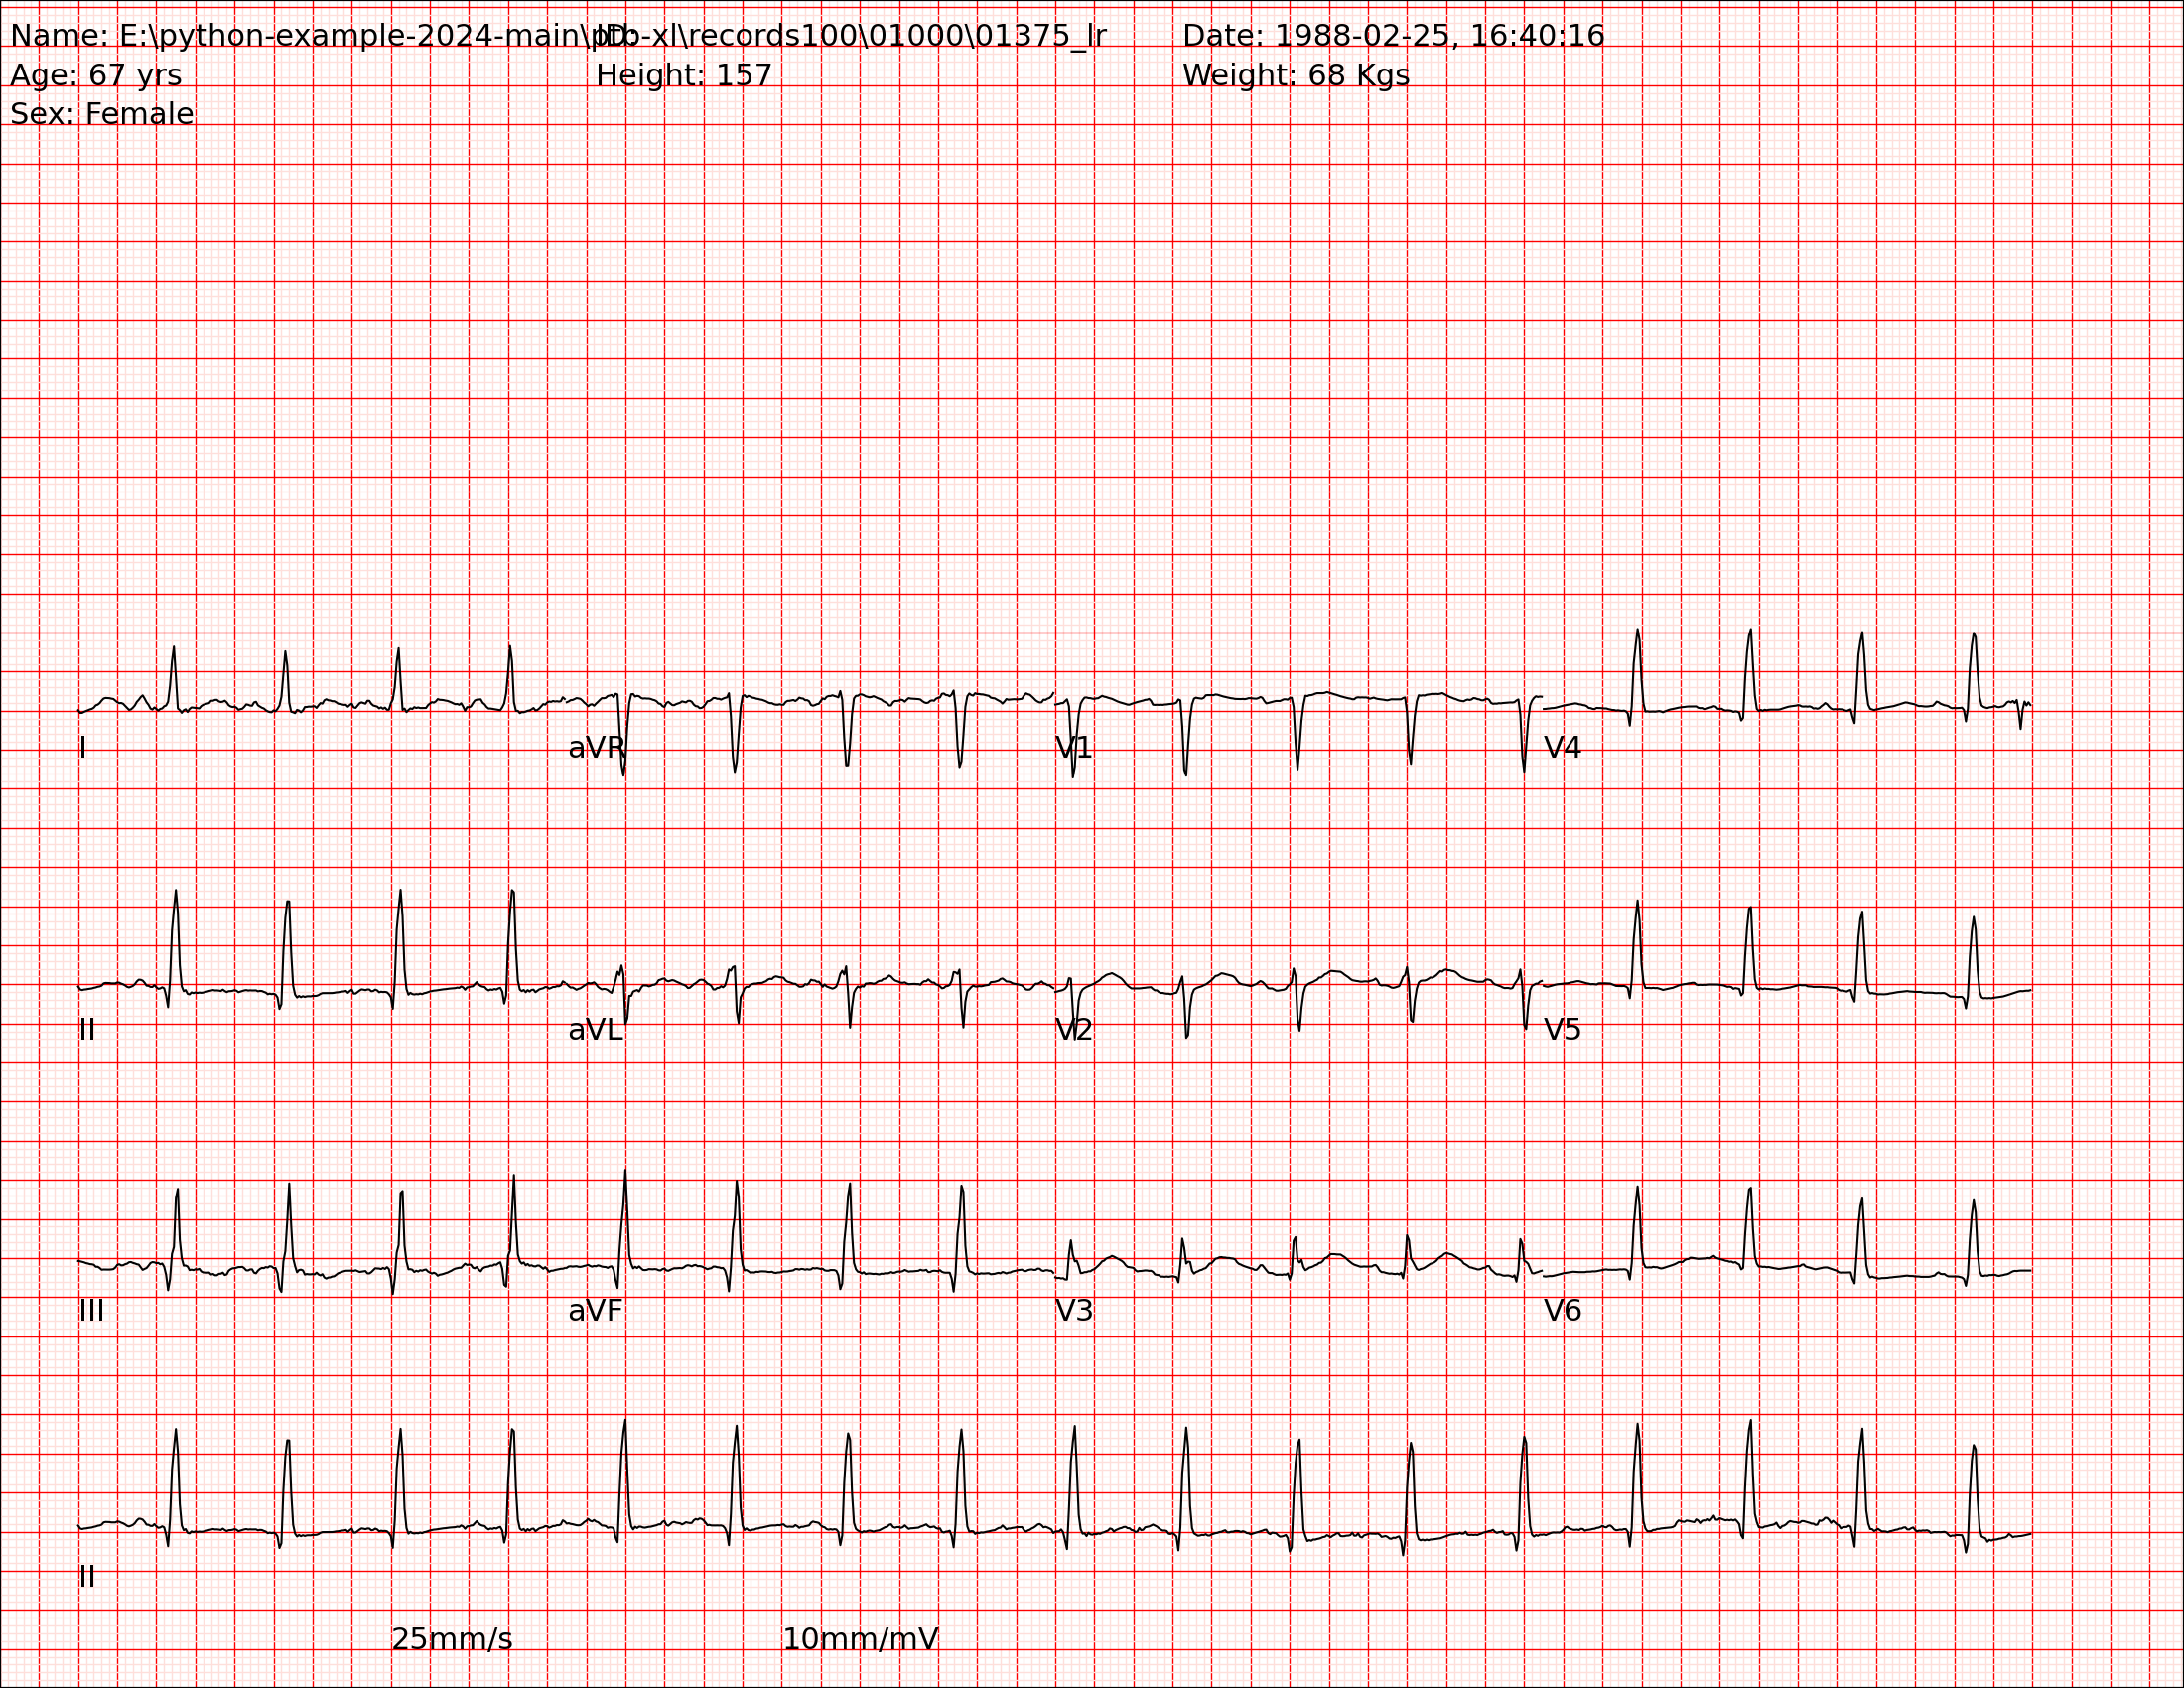 Name: E:\python-example-2024-main\ptb-xl\records100\01000\01375_lr ID: Date: 1988-02-25, 16:40:16
Age: 67 yrs Height: 157 Weight: 68 Kgs
Sex: Female
I aVR V1 V4
II aVL V2 V5
III aVF V3 V6
II
25mm/s 10mm/mV